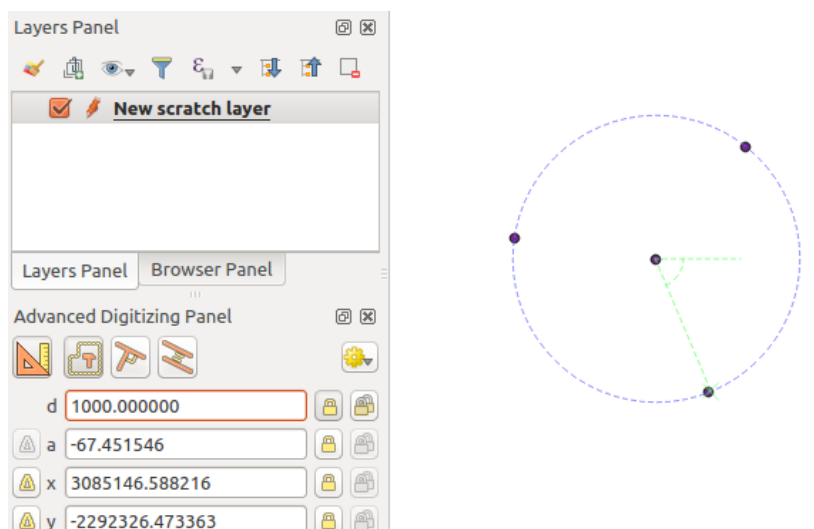 Layers Panel
New scratch layer
Layers Panel Browser Panel
Advanced Digitizing Panel
d 1000.000000
a -67.451546
x 3085146.588216
y -2292326.473363